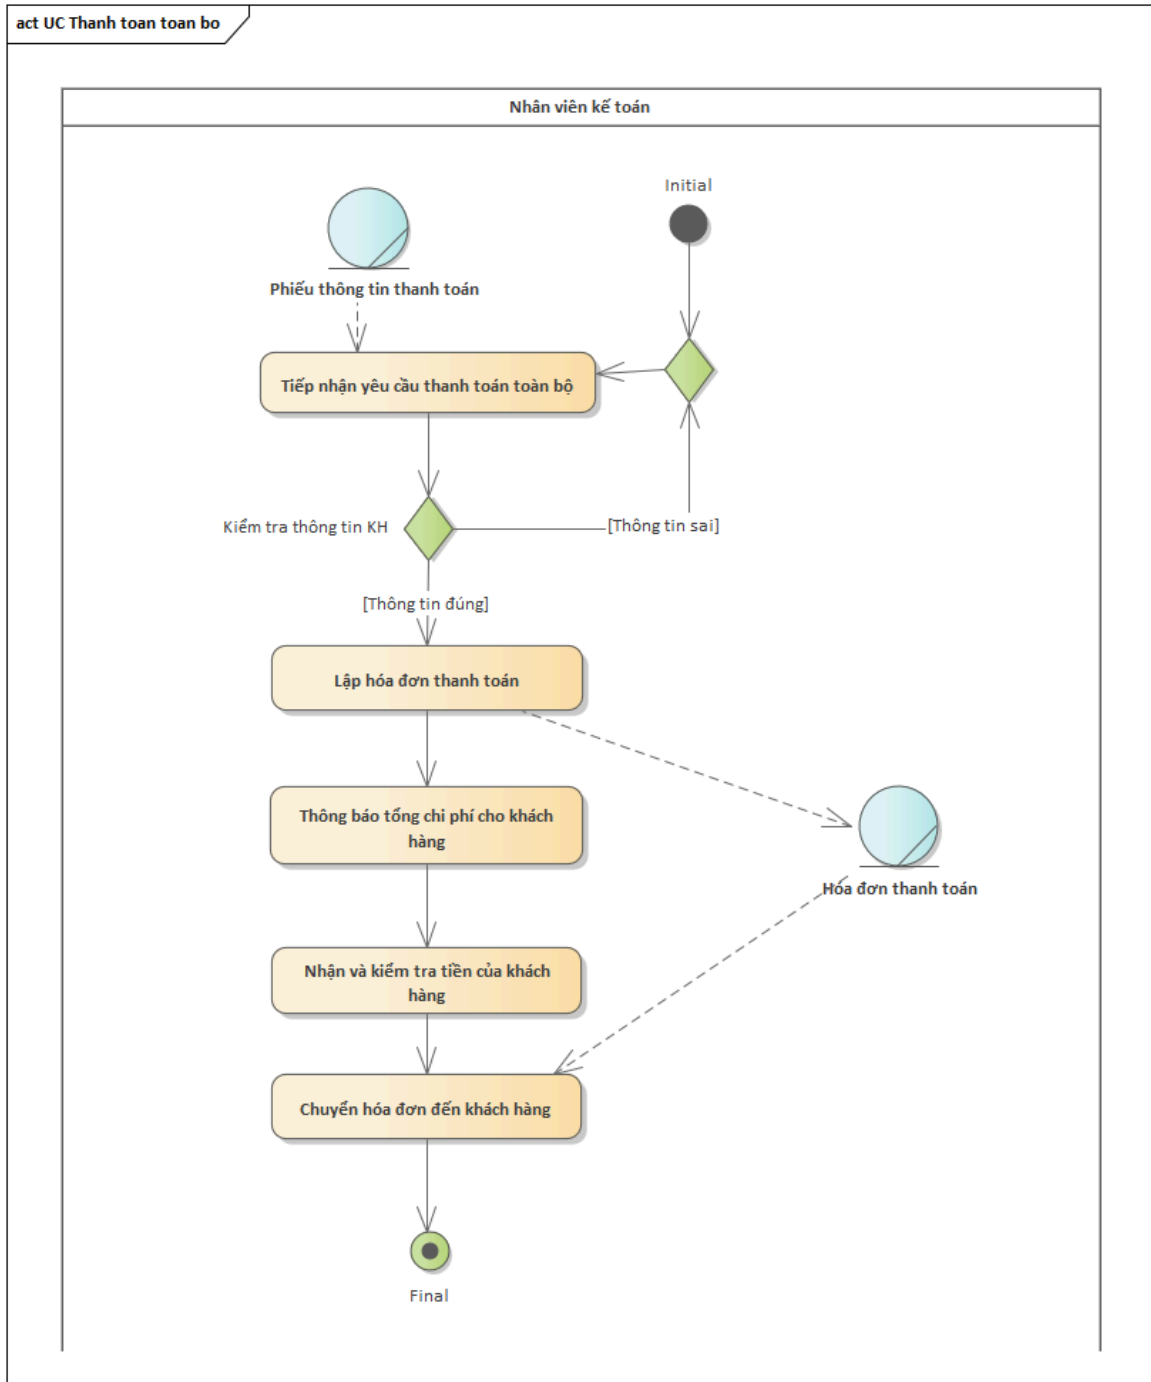 act UC Thanh toan toan bo
Nhân viên kế toán
Initial
Phiếu thông tin thanh toán
Tiếp nhận yêu cầu thanh toán toàn bộ
Kiểm tra thông tin KH
[Thông tin sai]
[Thông tin đúng]
Lập hóa đơn thanh toán
Thông báo tổng chi phí cho khách
hàng
Hóa đơn thanh toán
Nhận và kiểm tra tiền của khách
hàng
Chuyển hóa đơn đến khách hàng
Final